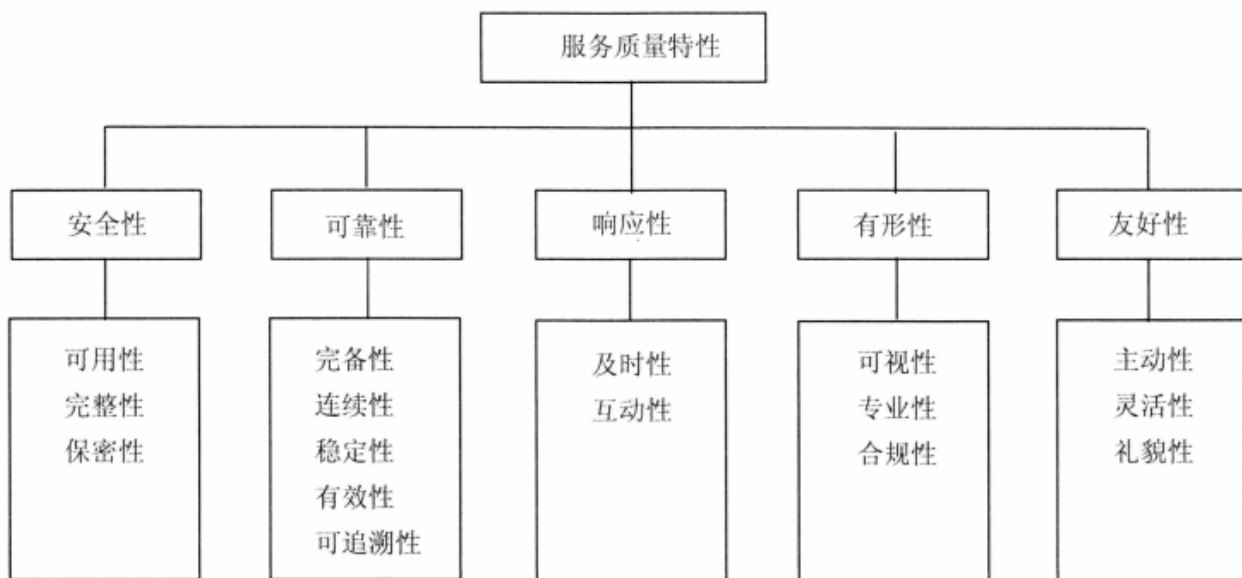 服务质量特性
安全性
可靠性
响应性
有形性
友好性
可用性
完整性
保密性
完备性
连续性
稳定性
有效性
可追溯性
及时性
互动性
可视性
专业性
合规性
主动性
灵活性
礼貌性